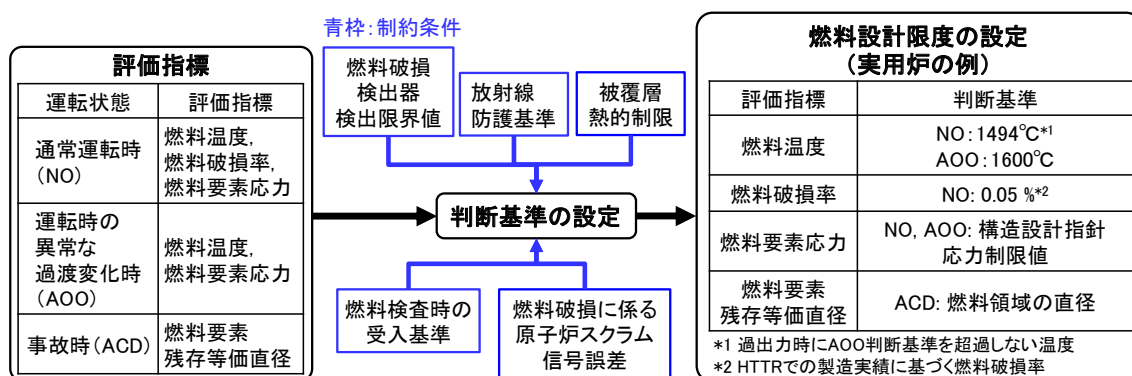 青枠：制約条件
評価指標
運転状態
評価指標
通常運転時
(NO)
燃料温度,
燃料破損率,
燃料要素応力
運転時の
異常な
過渡変化時
(AOO)
燃料温度,
燃料要素応力
事故時(ACD)
燃料要素
残存等価直径
燃料破損
検出器
検出限界値
放射線
防護基準
被覆層
熱的制限
判断基準の設定
燃料検査時の
受入基準
燃料破損に係る
原子炉スクラム
信号誤差
燃料設計限度の設定
(実用炉の例)
評価指標
判断基準
燃料温度
NO：1494℃*1
AOO：1600℃
燃料破損率
NO: 0.05 %*2
燃料要素応力
NO, AOO: 構造設計指針
応力制限値
燃料要素
残存等価直径
ACD: 燃料領域の直径
*1 過出力時にAOO判断基準を超過しない温度
*2 HTTRでの製造実績に基づく燃料破損率